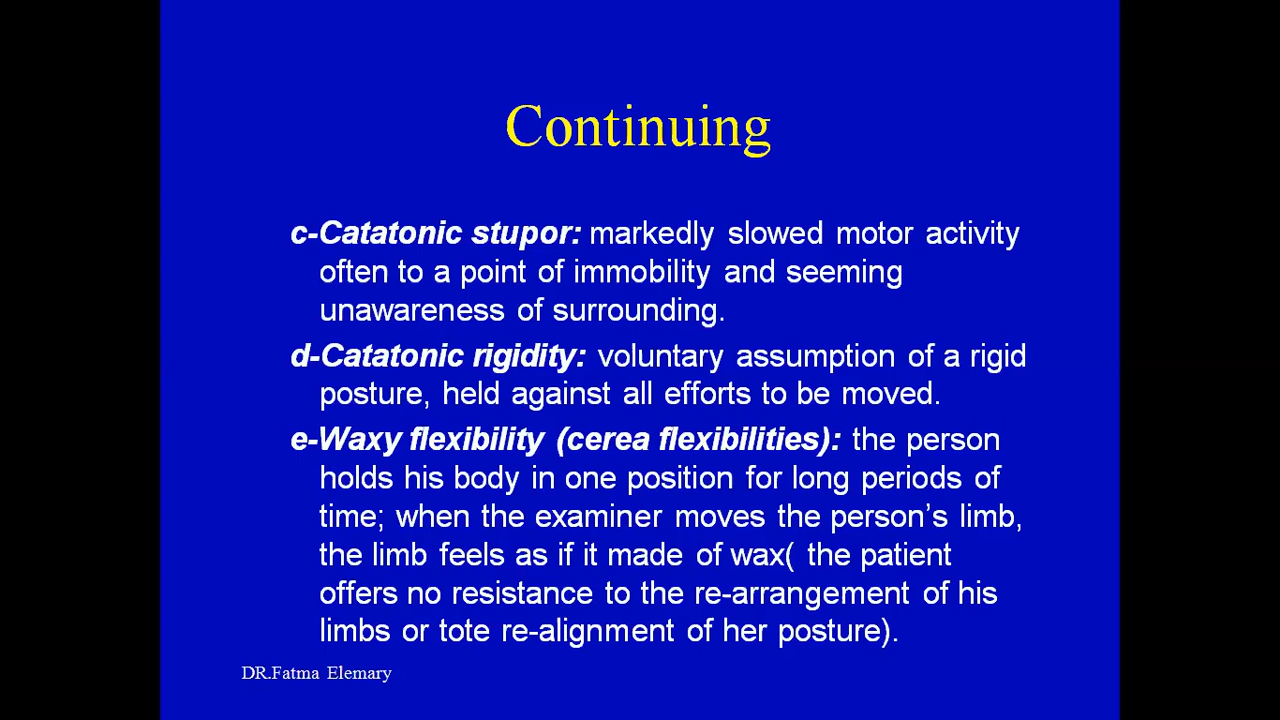 Continuing
c-Catatonic stupor: markedly slowed motor activity
often to a point of immobility and seeming
unawareness of surrounding.
d-Catatonic rigidity: voluntary assumption of a rigid
posture, held against all efforts to be moved.
e-Waxy flexibility (cerea flexibilities): the person
holds his body in one position for long periods of
time; when the examiner moves the person’s limb,
the limb feels as if it made of wax( the patient
offers no resistance to the re-arrangement of his
limbs or tote re-alignment of her posture).
DR.Fatma Elemary